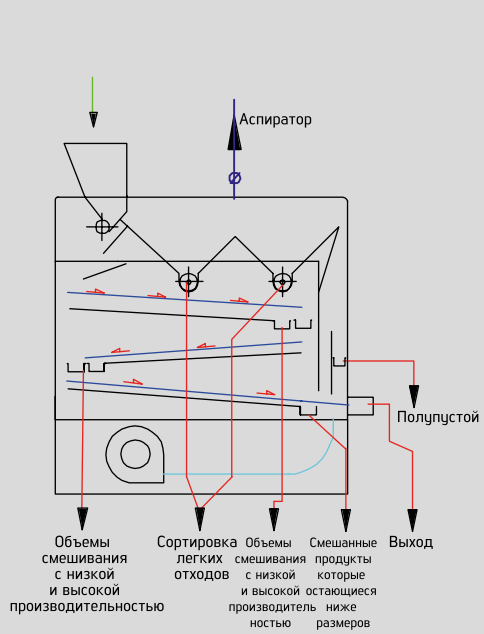 Аспиратор
Полупустой
Объемы
смешивания
с низкой
и высокой
производительностью
Сортировка
легких
отходов
Объемы
смешивания
с низкой
и высокой
производитель
ностью
Смешанные
продукты
которые
остающиеся
ниже
размеров
Выход